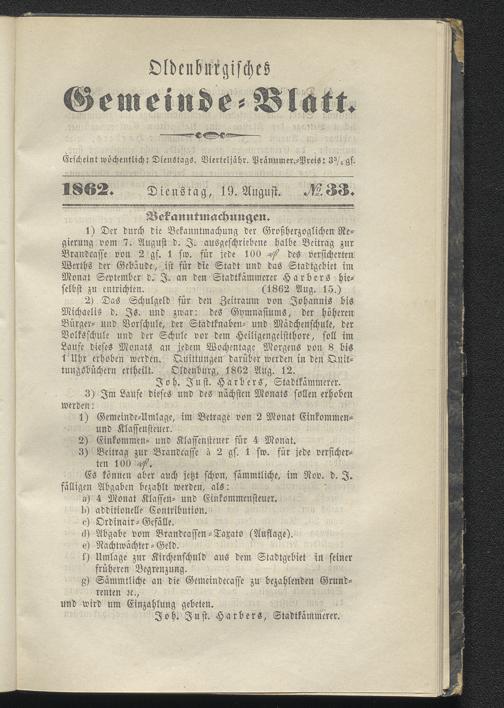 Oldenburgisches
Gemeinde-Blatt.
Erscheint wöchentlich: Dienstags. Vierteljähr. Pränumer.-Preis: 3¾ gſ.
1862. Dienstag, 19. August. № 33.
Bekanntmachungen.
1) Der durch die Bekanntmachung der Großherzoglichen Re-
gierung vom 7. August d. J. ausgeschriebene halbe Beitrag zur
Brandcasse von 2 gſ. 1 sw. für jede 100 ₰ des versicherten
Werths der Gebäude, ist für die Stadt und das Stadtgebiet im
Monat September d. J. an den Stadtkämmerer Harbers hie-
selbst zu entrichten. (1862 Aug. 15.)
2) Das Schulgeld für den Zeitraum von Johannis bis
Michaelis d. Js. und zwar: des Gymnasiums, der höheren
Bürger- und Vorschule, der Stadtknaben- und Mädchenschule, der
Volksschule und der Schule vor dem Heiligengeistthore, soll im
Laufe dieses Monats an jedem Wochentage Morgens von 8 bis
1 Uhr erhoben werden. Quittungen darüber werden in den Quit-
tungsbüchern ertheilt. Oldenburg, 1862 Aug. 12.
Joh. Just. Harbers, Stadtkämmerer.
3) Im Laufe dieses und des nächsten Monats sollen erhoben
werden:
1) Gemeinde-Umlage, im Betrage von 2 Monat Einkommen-
und Klassensteuer.
2) Einkommen- und Klassensteuer für 4 Monat.
3) Beitrag zur Brandcasse à 2 gſ. 1 sw. für jede versicher-
ten 100 ₰.
Es können aber auch jetzt schon, sämmtliche, im Nov. d. J.
fälligen Abgaben bezahlt werden, als:
a) 4 Monat Klassen- und Einkommensteuer.
b) additionelle Contribution.
c) Ordinair-Gefälle.
d) Abgabe vom Brandcassen-Taxato (Auflage).
e) Nachtwächter-Geld.
f) Umlage zur Kirchenschuld aus dem Stadtgebiet in seiner
früheren Begrenzung.
g) Sämmtliche an die Gemeindecasse zu bezahlenden Grund-
renten ꝛc.,
und wird um Einzahlung gebeten.
Joh. Just. Harbers, Stadtkämmerer.